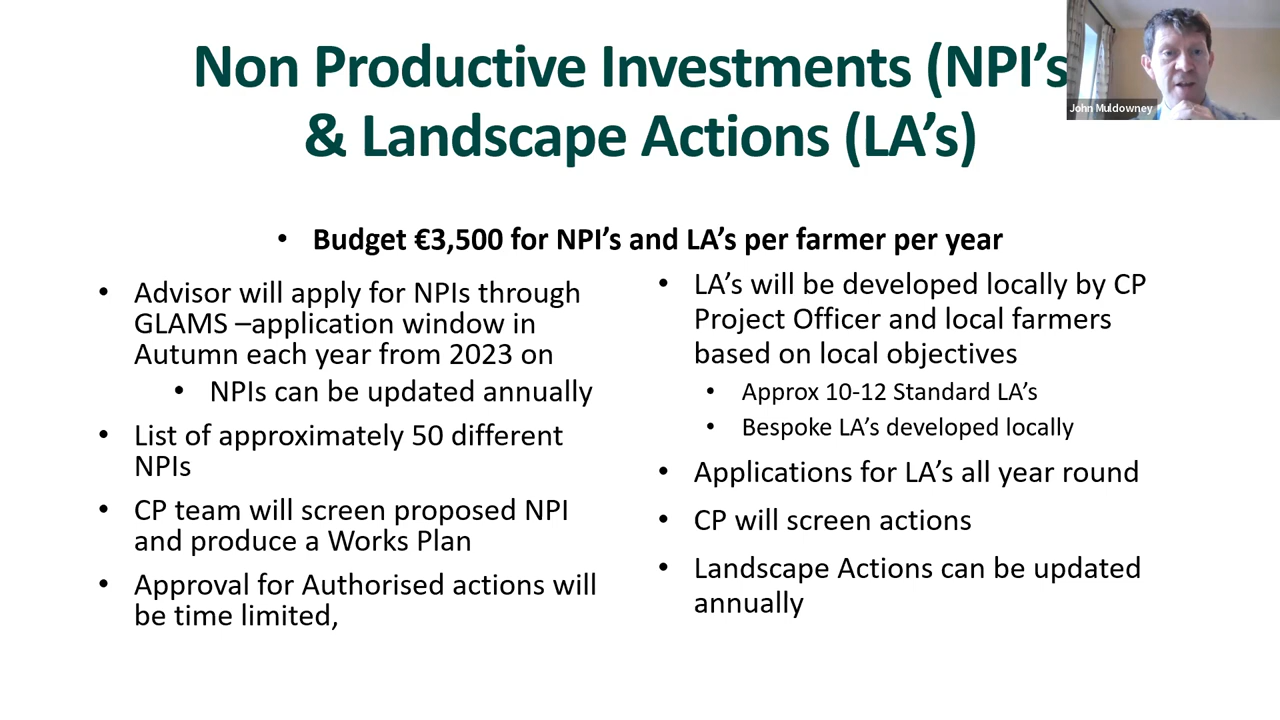 Non Productive Investments (NPI's
& Landscape Actions (LA's)
John Muldowney
• Budget €3,500 for NPI's and LA's per farmer per year
• Advisor will apply for NPIs through
GLAMS –application window in
Autumn each year from 2023 on
• NPIs can be updated annually
• List of approximately 50 different
NPIs
• CP team will screen proposed NPI
and produce a Works Plan
• Approval for Authorised actions will
be time limited,
• LA's will be developed locally by CP
Project Officer and local farmers
based on local objectives
• Approx 10-12 Standard LA's
• Bespoke LA's developed locally
• Applications for LA's all year round
• CP will screen actions
• Landscape Actions can be updated
annually